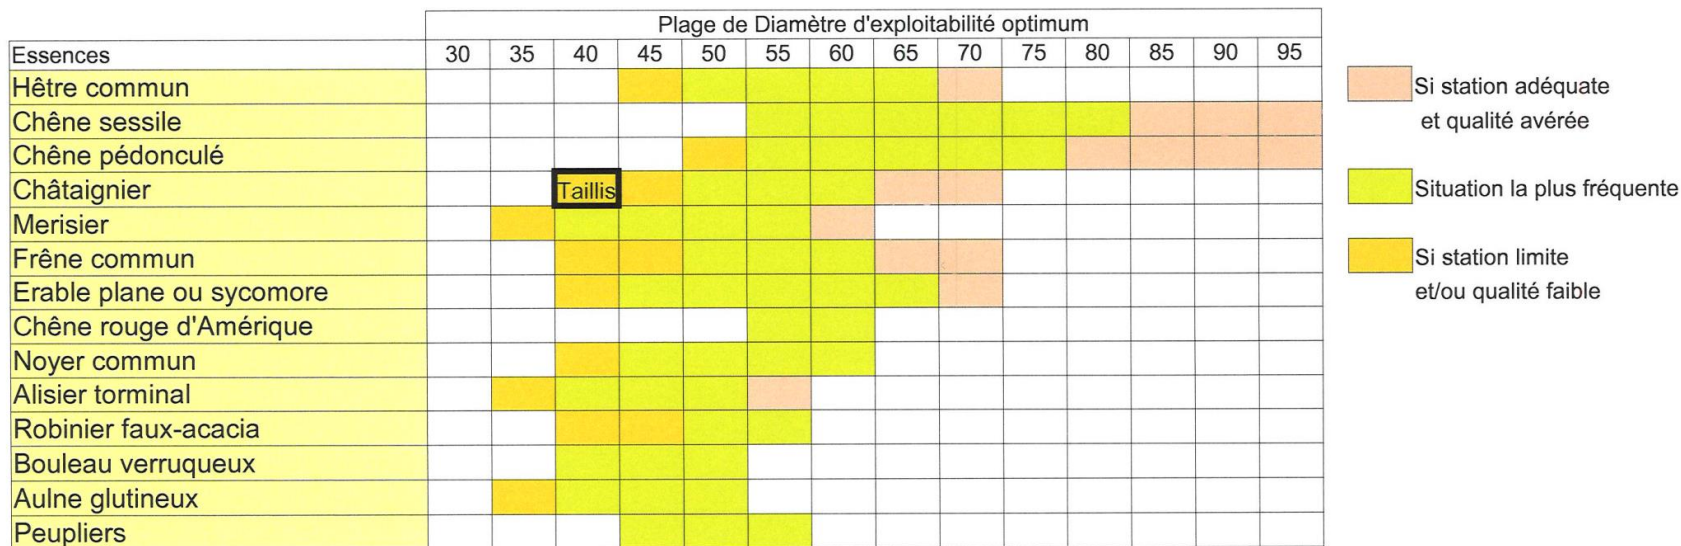 Plage de Diamètre d'exploitabilité optimum
Essences 30 35 40 45 50 55 60 65 70 75 80 85 90 95
Hêtre commun
Chêne sessile
Chêne pédonculé
Châtaignier Taillis
Merisier
Frêne commun
Erable plane ou sycomore
Chêne rouge d'Amérique
Noyer commun
Alisier torminal
Robinier faux-acacia
Bouleau verruqueux
Aulne glutineux
Peupliers
Si station adéquate
et qualité avérée
Situation la plus fréquente
Si station limite
et/ou qualité faible